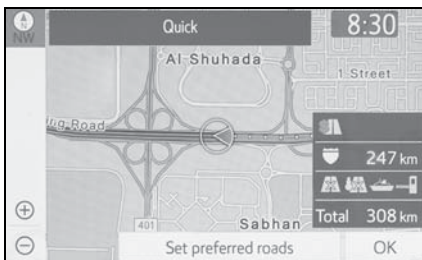 Quick
8:30
NW
Al Shuhada
1 Street
Road
247 km
401
Sabhan
Total 308 km
Set preferred roads
OK